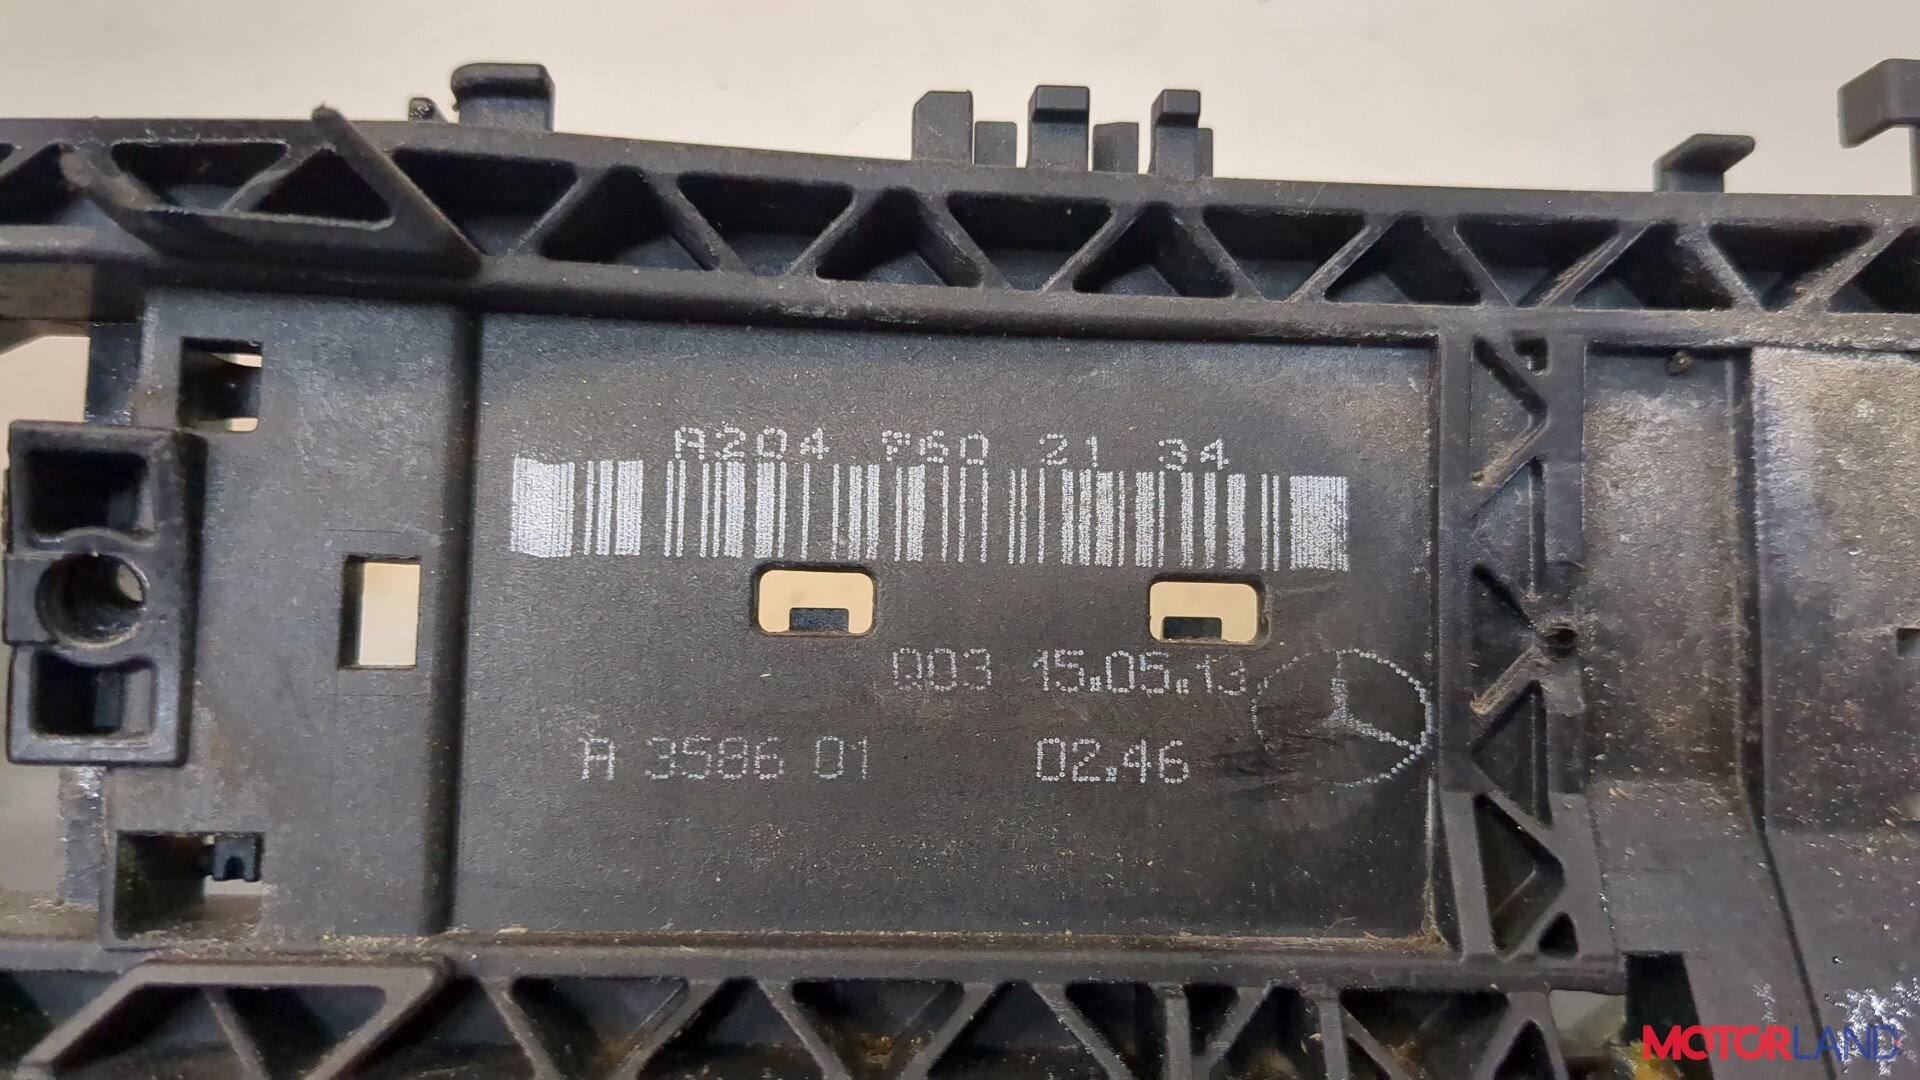 A204 760 21 34
Q03 15.05.13
A 3586 01 02.46
MOTORLAND